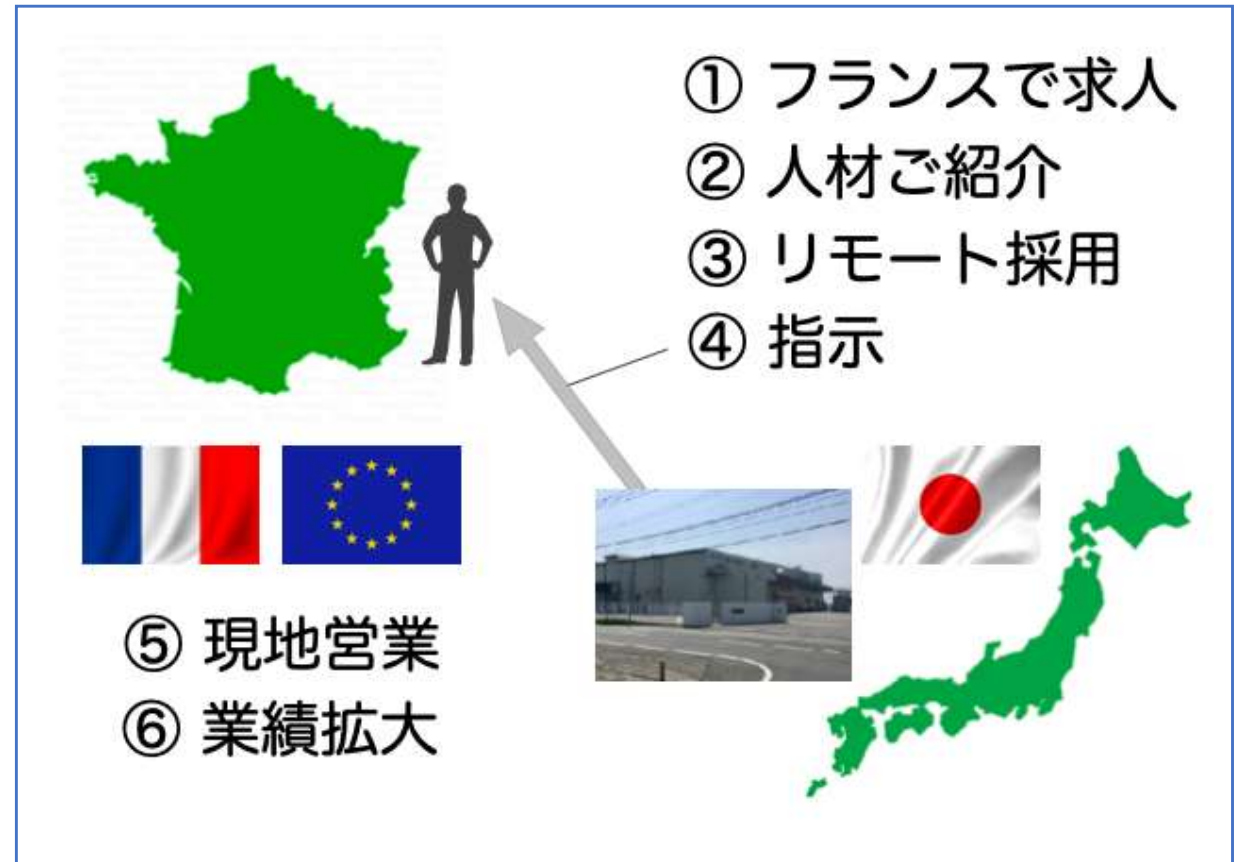 ① フランスで求人
② 人材ご紹介
③ リモート採用
④ 指示
⑤ 現地営業
⑥ 業績拡大